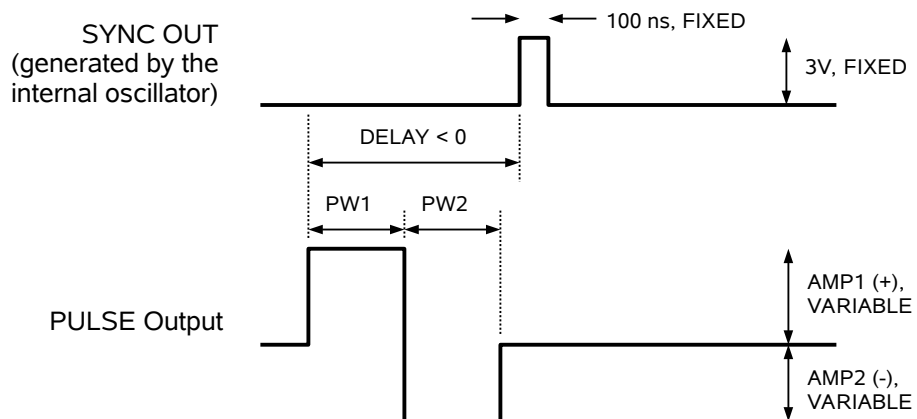 100 ns, FIXED
SYNC OUT
(generated by the
internal oscillator)
3V, FIXED
DELAY < 0
PW1
PW2
AMP1 (+),
VARIABLE
PULSE Output
AMP2 (-),
VARIABLE